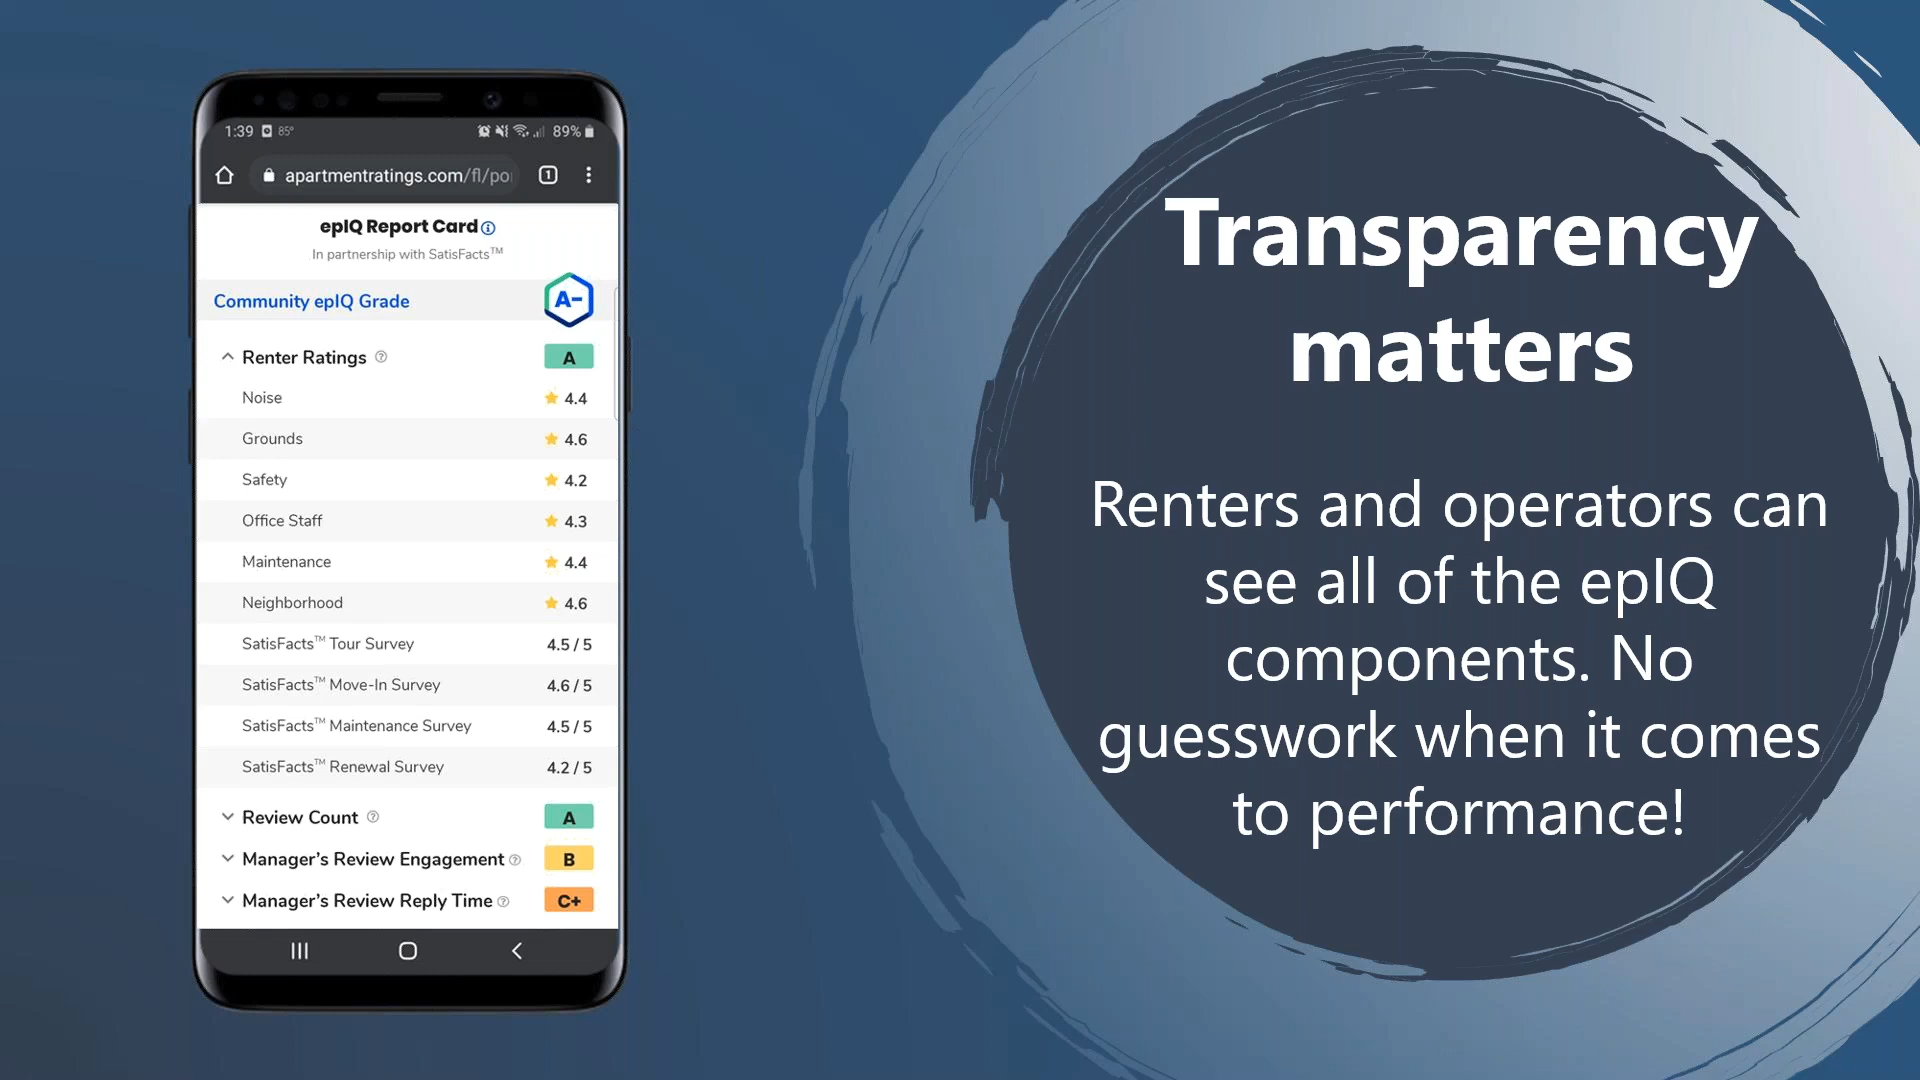 1:39 85° 89%
apartmentratings.com/fl/po
1
epIQ Report Card
In partnership with SatisFacts™
Community epIQ Grade A-
Renter Ratings A
Noise 4.4
Grounds 4.6
Safety 4.2
Office Staff 4.3
Maintenance 4.4
Neighborhood 4.6
SatisFacts™ Tour Survey 4.5 / 5
SatisFacts™ Move-In Survey 4.6 / 5
SatisFacts™ Maintenance Survey 4.5 / 5
SatisFacts™ Renewal Survey 4.2 / 5
Review Count A
Manager's Review Engagement B
Manager's Review Reply Time C+
Transparency
matters
Renters and operators can
see all of the epIQ
components. No
guesswork when it comes
to performance!